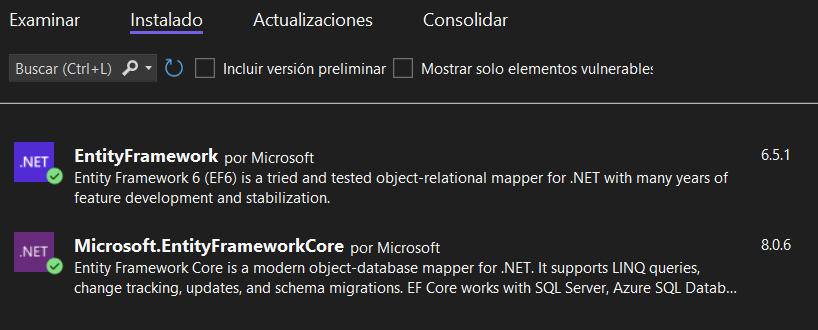 Examinar Instalado Actualizaciones Consolidar
Buscar (Ctrl+L) Incluir versión preliminar Mostrar solo elementos vulnerables
.NET EntityFramework por Microsoft 6.5.1
Entity Framework 6 (EF6) is a tried and tested object-relational mapper for .NET with many years of
feature development and stabilization.
.NET Microsoft.EntityFrameworkCore por Microsoft 8.0.6
Entity Framework Core is a modern object-database mapper for .NET. It supports LINQ queries,
change tracking, updates, and schema migrations. EF Core works with SQL Server, Azure SQL Datab...